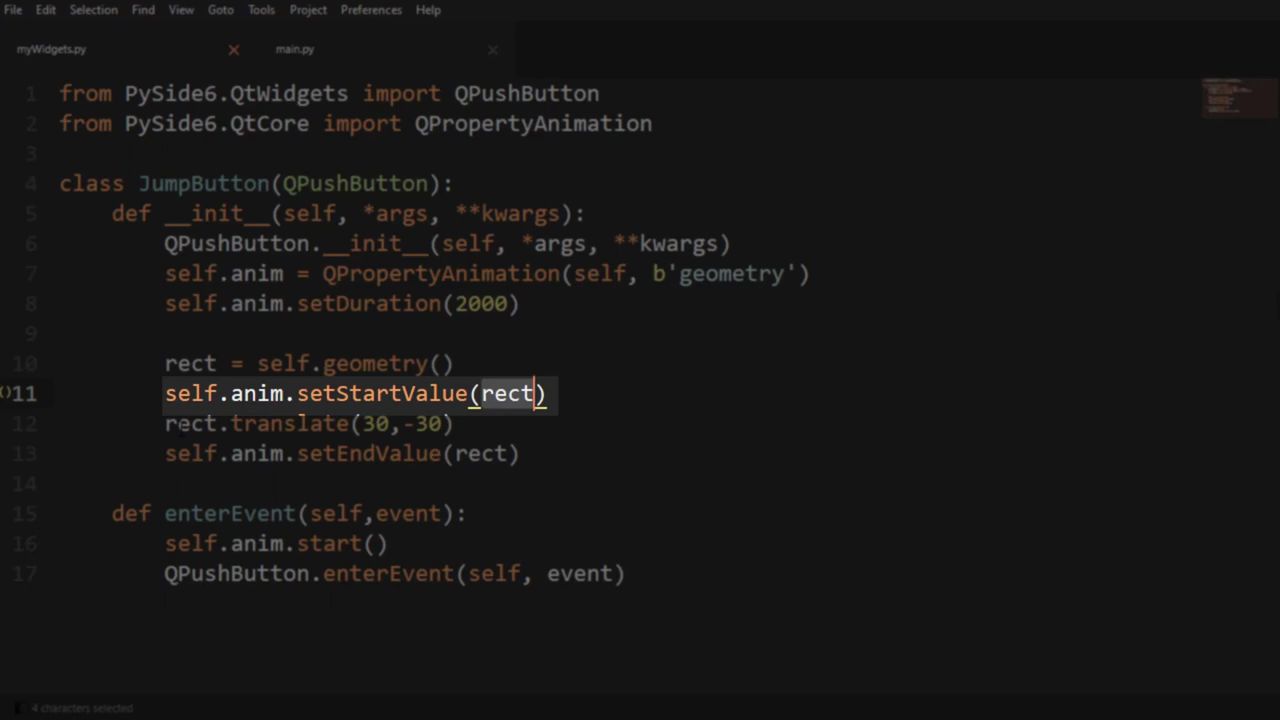 File Edit Selection Find View Goto Tools Project Preferences Help
myWidgets.py main.py
1 from PySide6.QtWidgets import QPushButton
2 from PySide6.QtCore import QPropertyAnimation
3
4 class JumpButton(QPushButton):
5 def __init__(self, *args, **kwargs):
6 QPushButton.__init__(self, *args, **kwargs)
7 self.anim = QPropertyAnimation(self, b'geometry')
8 self.anim.setDuration(2000)
9
10 rect = self.geometry()
()11 self.anim.setStartValue(rect)
12 rect.translate(30,-30)
13 self.anim.setEndValue(rect)
14
15 def enterEvent(self,event):
16 self.anim.start()
17 QPushButton.enterEvent(self, event)
4 characters selected